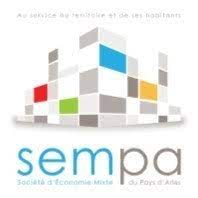 Au service du territoire et de ses habitants
sempa
Société d'Économie Mixte du Pays d'Arles